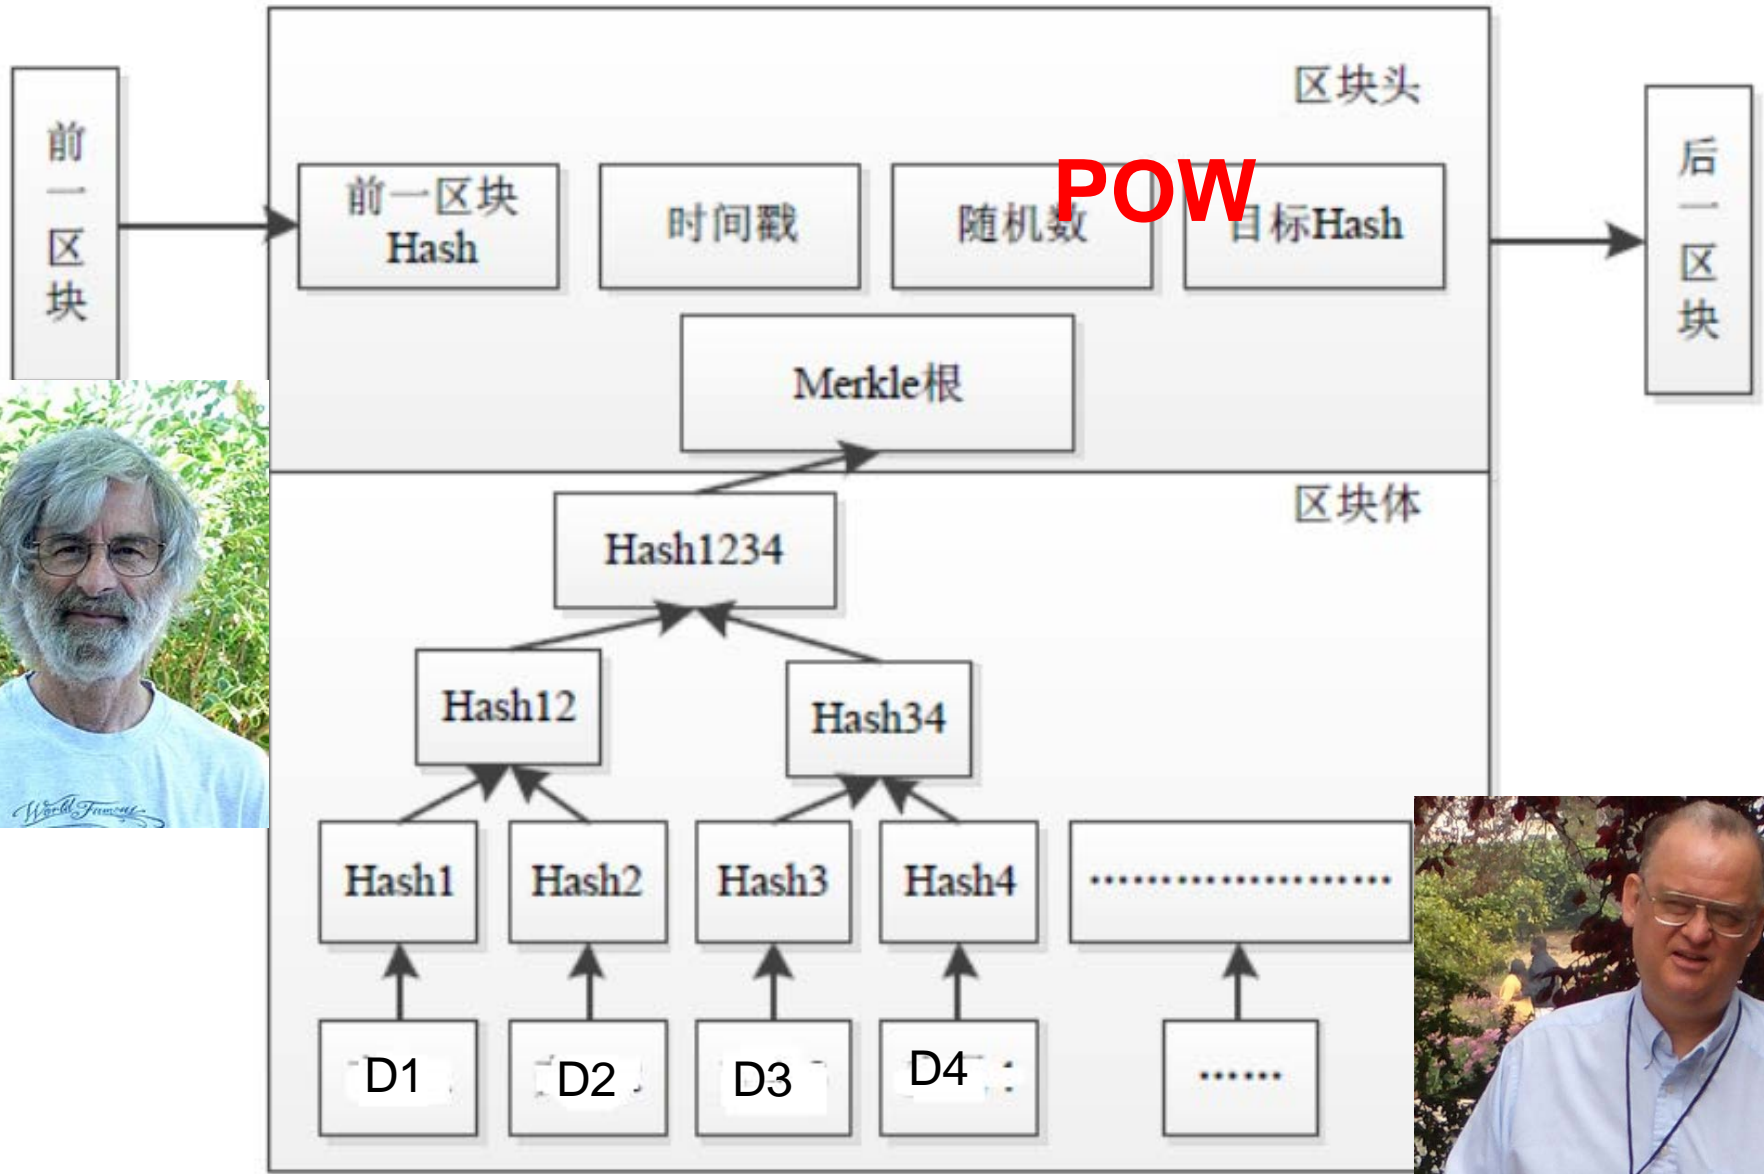 区块头
前
一
区
块
前一区块
Hash
时间戳
随机数
POW
目标Hash
后
一
区
块
Merkle根
区块体
Hash1234
Hash12
Hash34
World Famous
Hash1
Hash2
Hash3
Hash4
……………………
D1
D2
D3
D4
……